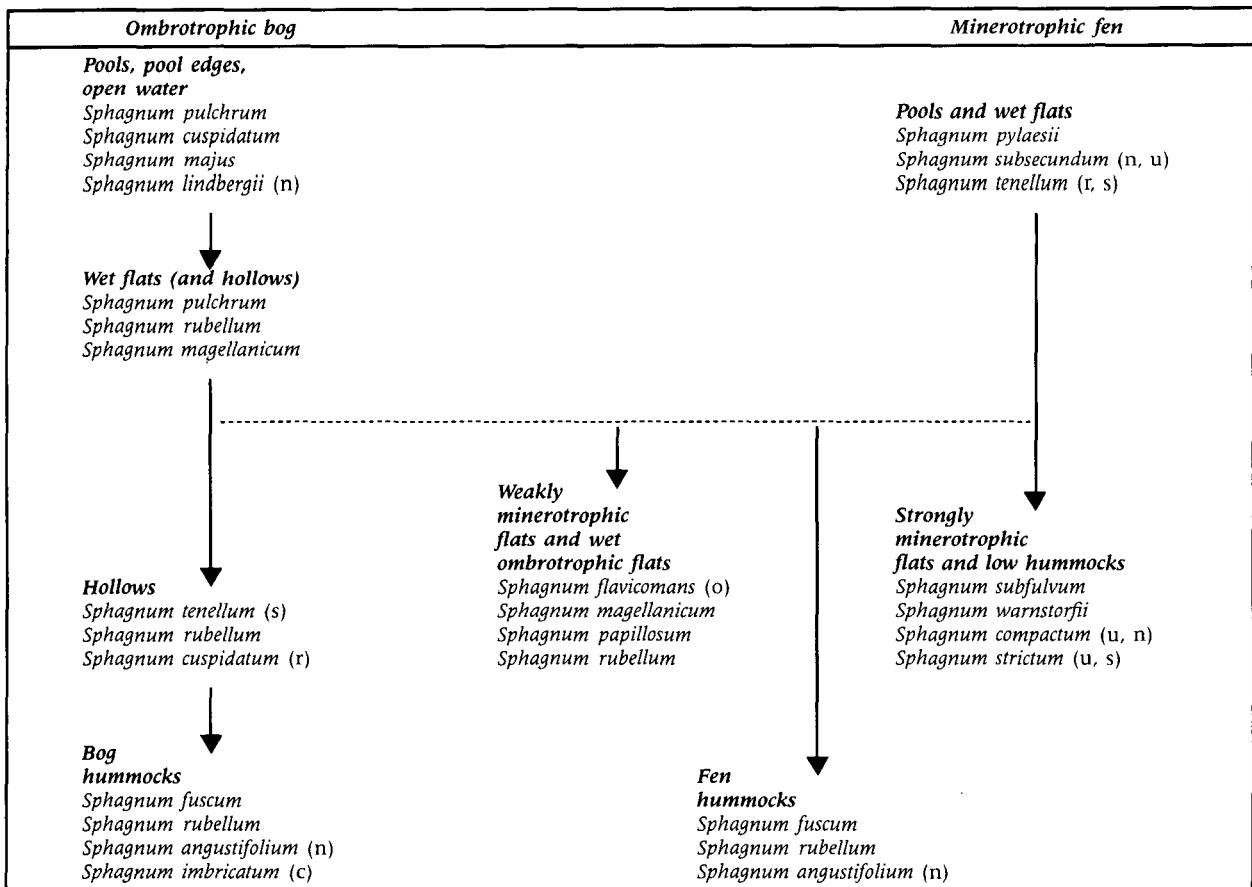 Ombrotrophic bog
Minerotrophic fen
Pools, pool edges,
open water
Sphagnum pulchrum
Sphagnum cuspidatum
Sphagnum majus
Sphagnum lindbergii (n)
Pools and wet flats
Sphagnum pylaesii
Sphagnum subsecundum (n, u)
Sphagnum tenellum (r, s)
Wet flats (and hollows)
Sphagnum pulchrum
Sphagnum rubellum
Sphagnum magellanicum
Weakly
minerotrophic
flats and wet
ombrotrophic flats
Sphagnum flavicomans (o)
Sphagnum magellanicum
Sphagnum papillosum
Sphagnum rubellum
Strongly
minerotrophic
flats and low hummocks
Sphagnum subfulvum
Sphagnum warnstorfii
Sphagnum compactum (u, n)
Sphagnum strictum (u, s)
Hollows
Sphagnum tenellum (s)
Sphagnum rubellum
Sphagnum cuspidatum (r)
Bog
hummocks
Sphagnum fuscum
Sphagnum rubellum
Sphagnum angustifolium (n)
Sphagnum imbricatum (c)
Fen
hummocks
Sphagnum fuscum
Sphagnum rubellum
Sphagnum angustifolium (n)